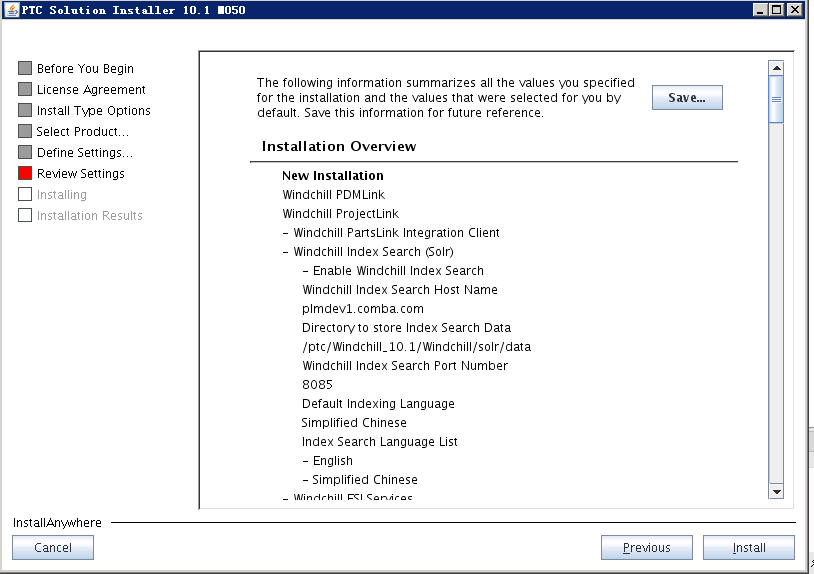 PTC Solution Installer 10.1 M050
Before You Begin
License Agreement
Install Type Options
Select Product...
Define Settings...
Review Settings
Installing
Installation Results
The following information summarizes all the values you specified
for the installation and the values that were selected for you by
default. Save this information for future reference.
Save...
Installation Overview
New Installation
Windchill PDMLink
Windchill ProjectLink
– Windchill PartsLink Integration Client
– Windchill Index Search (Solr)
– Enable Windchill Index Search
Windchill Index Search Host Name
plmdev1.comba.com
Directory to store Index Search Data
/ptc/Windchill_10.1/Windchill/solr/data
Windchill Index Search Port Number
8085
Default Indexing Language
Simplified Chinese
Index Search Language List
– English
– Simplified Chinese
– Windchill ESI Services
InstallAnywhere
Cancel
Previous
Install